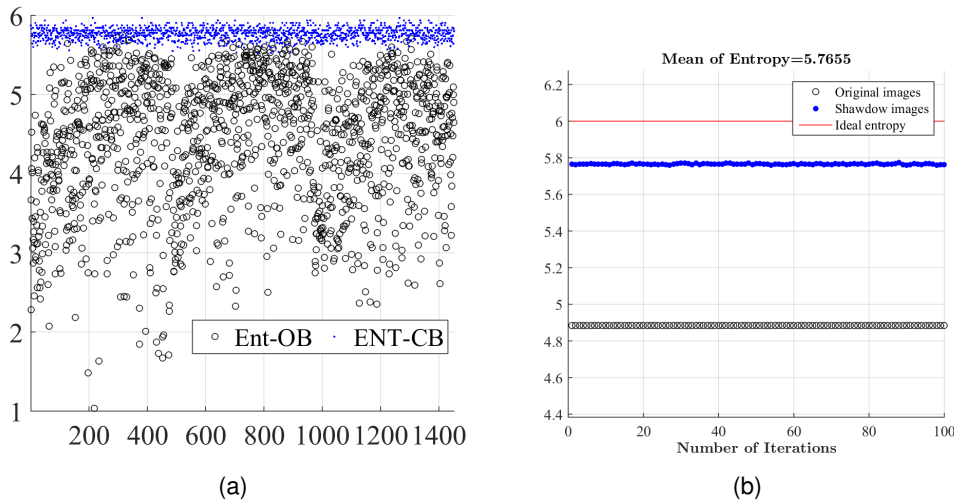 6
5
4
3
2
1
200 400 600 800 1000 1200 1400
Ent-OB ENT-CB
(a)
Mean of Entropy=5.7655
6.2
6
5.8
5.6
5.4
5.2
5
4.8
4.6
4.4
0 20 40 60 80 100
Original images
Shawdow images
Ideal entropy
Number of Iterations
(b)